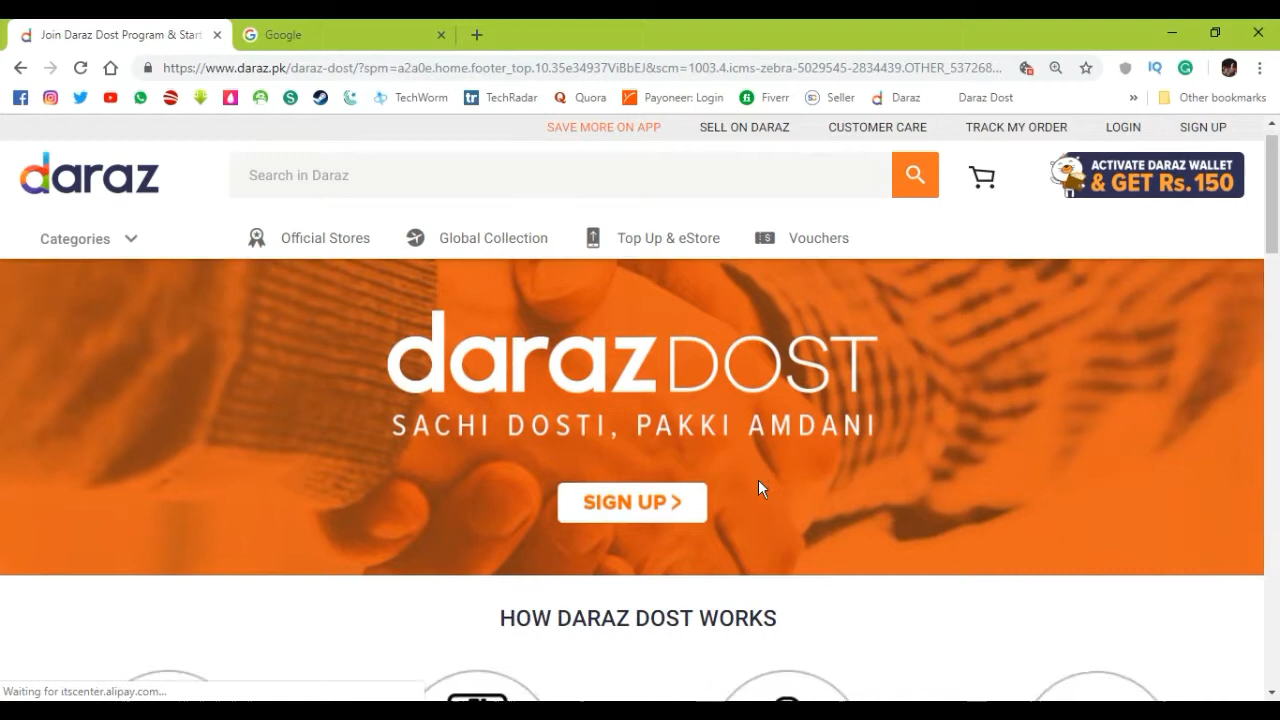 Join Daraz Dost Program & Start
Google
https://www.daraz.pk/daraz-dost/?spm=a2a0e.home.footer_top.10.35e34937ViBbEJ&scm=1003.4.icms-zebra-5029545-2834439.OTHER_537268...
TechWorm
TechRadar
Quora
Payoneer: Login
Fiverr
Seller
Daraz
Daraz Dost
Other bookmarks
SAVE MORE ON APP
SELL ON DARAZ
CUSTOMER CARE
TRACK MY ORDER
LOGIN
SIGN UP
daraz
Search in Daraz
ACTIVATE DARAZ WALLET
& GET Rs.150
Categories
Official Stores
Global Collection
Top Up & eStore
Vouchers
daraz DOST
SACHI DOSTI, PAKKI AMDANI
SIGN UP >
HOW DARAZ DOST WORKS
Waiting for itscenter.alipay.com...